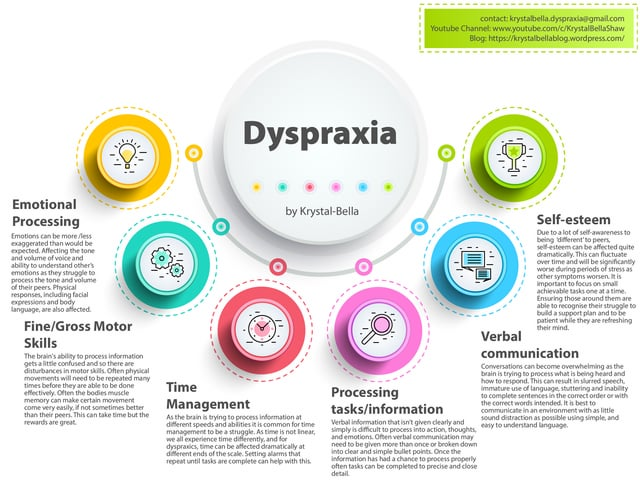 contact: krystalbella.dyspraxia@gmail.com
Youtube Channel: www.youtube.com/c/KrystalBellaShaw
Blog: https://krystalbellablog.wordpress.com/
Dyspraxia
by Krystal-Bella
Emotional
Processing
Emotions can be more /less
exaggerated than would be
expected. Affecting the tone
and volume of voice and
ability to understand other's
emotions as they struggle to
process the tone and volume
of their peers. Physical
responses, including facial
expressions and body
language, are also affected.
Fine/Gross Motor
Skills
The brain's ability to process information
gets a little confused and so there are
disturbances in motor skills. Often physical
movements will need to be repeated many
times before they are able to be done
effectively. Often the bodies muscle
memory can make certain movement
come very easily, if not sometimes better
than their peers. This can take time but the
rewards are great.
Time
Management
As the brain is trying to process information at
different speeds and abilities it is common for time
management to be a struggle. As time is not linear,
we all experience time differently, and for
dyspraxics, time can be affected dramatically at
different ends of the scale. Setting alarms that
repeat until tasks are complete can help with this.
Processing
tasks/information
Verbal information that isn't given clearly and
simply is difficult to process into action, thoughts,
and emotions. Often verbal communication may
need to be given more than once or broken down
into clear and simple bullet points. Once the
information has had a chance to process properly
often tasks can be completed to precise and close
detail.
Verbal
communication
Conversations can become overwhelming as the
brain is trying to process what is being heard and
how to respond. This can result in slurred speech,
immature use of language, stuttering and inability
to complete sentences in the correct order or with
the correct words intended. It is best to
communicate in an environment with as little
sound distraction as possible using simple, and
easy to understand language.
Self-esteem
Due to a lot of self-awareness to
being 'different' to peers,
self-esteem can be affected quite
dramatically. This can fluctuate
over time and will be significantly
worse during periods of stress as
other symptoms worsen. It is
important to focus on small
achievable tasks one at a time.
Ensuring those around them are
able to recognise their struggle to
build a support plan and to be
patient while they are refreshing
their mind.